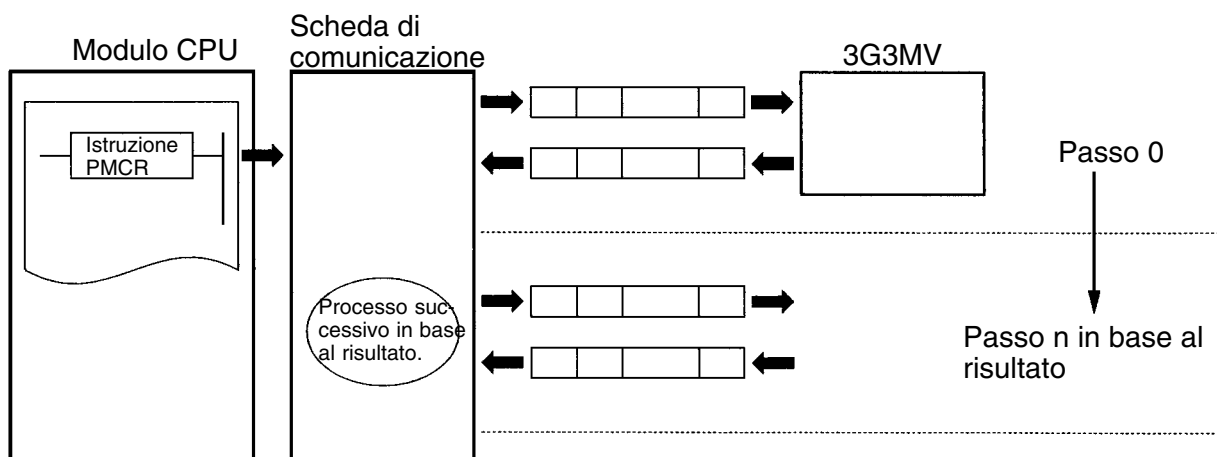 Modulo CPU
Scheda di
comunicazione
3G3MV
Istruzione
PMCR
Passo 0
Processo suc-
cessivo in base
al risultato.
Passo n in base al
risultato